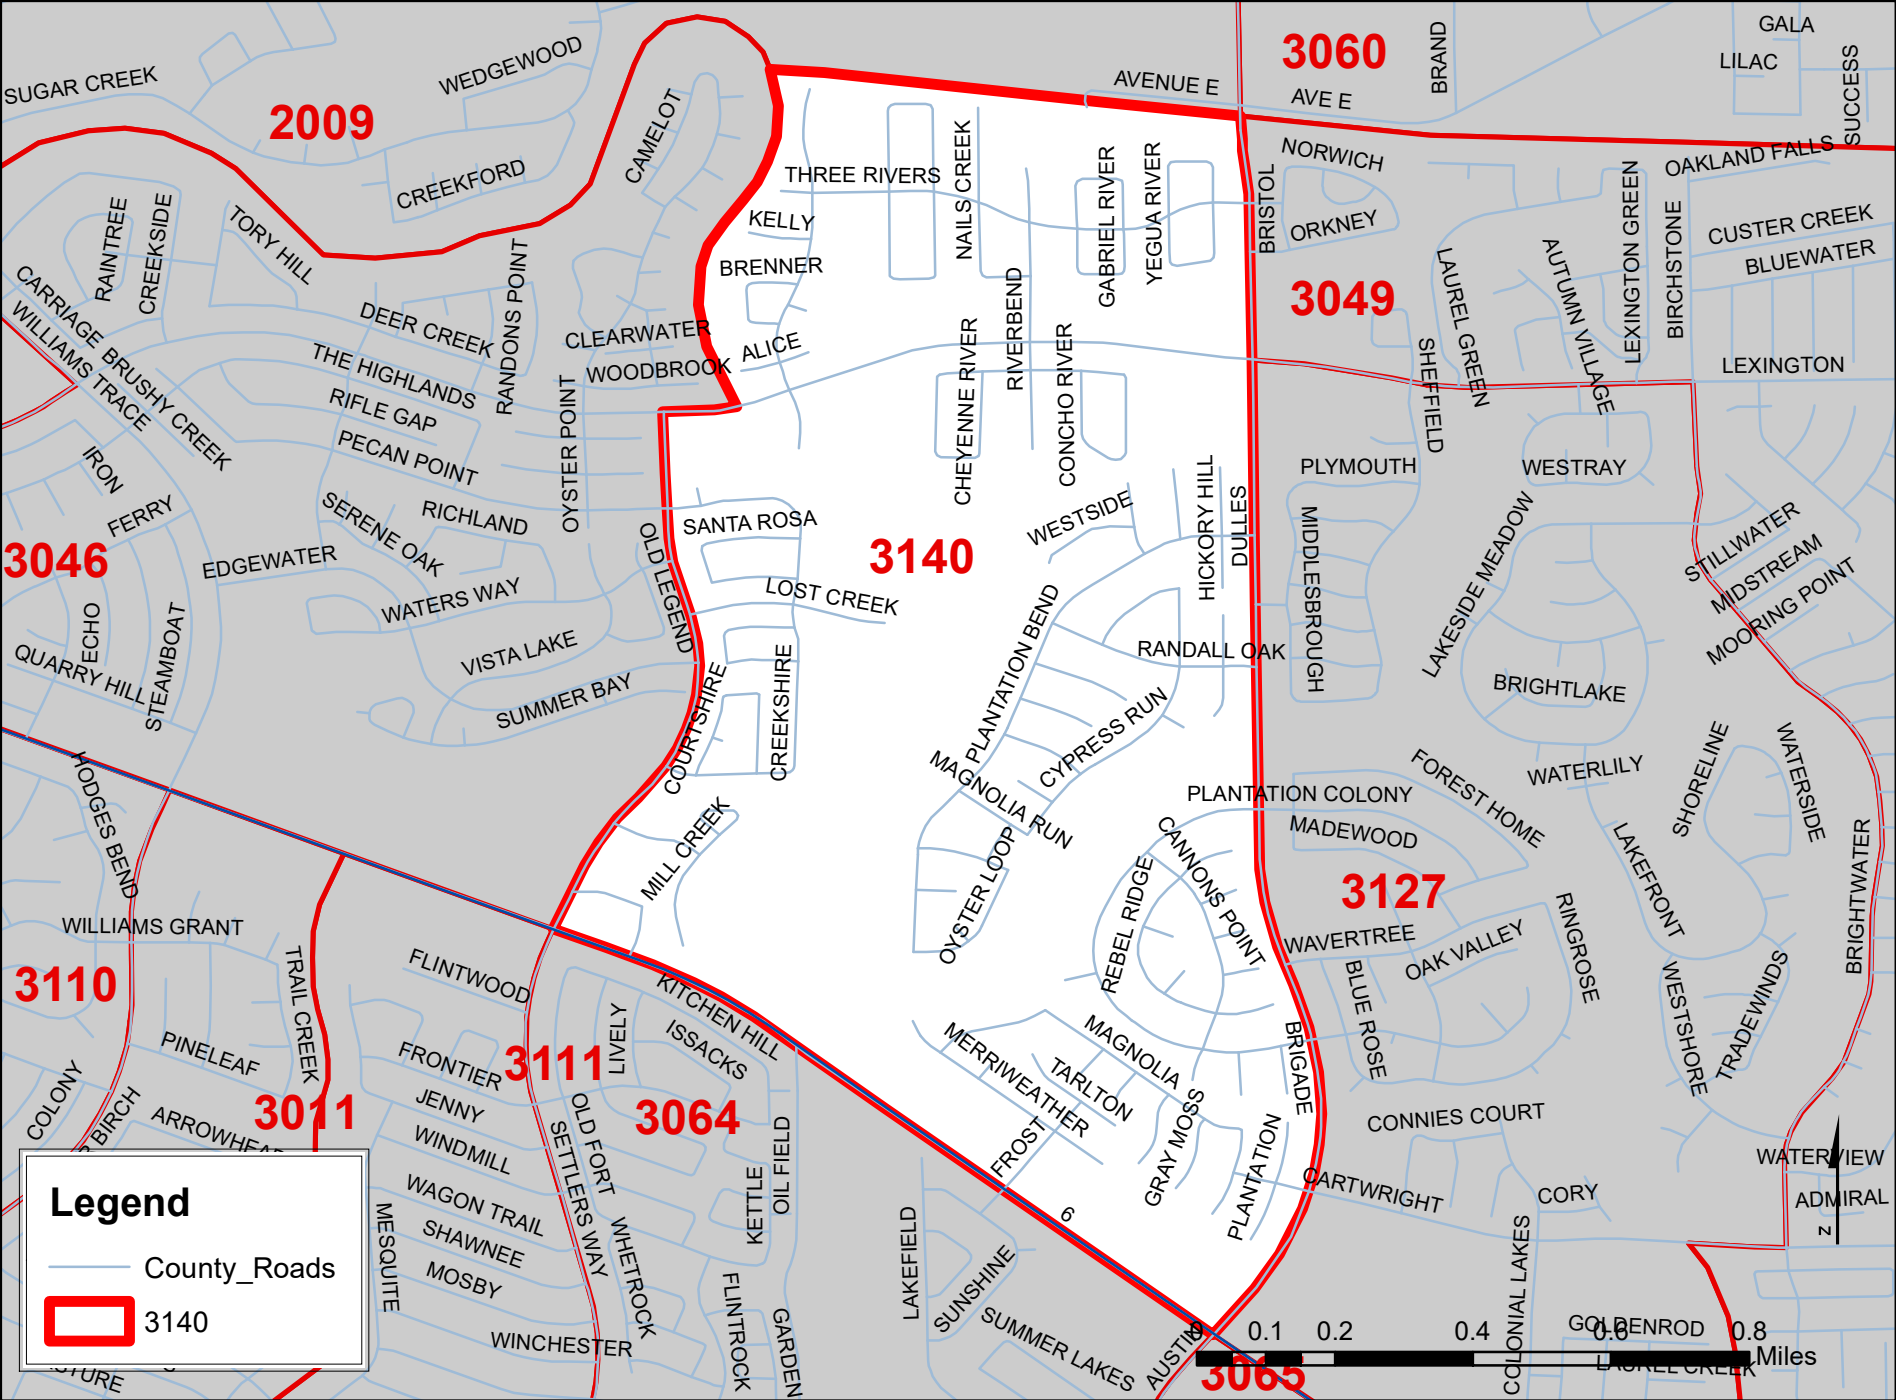 GALA
BRAND
3060
LILAC
SUCCESS
WEDGEWOOD
SUGAR CREEK
2009
CAMELOT
AVENUE E
AVE E
CREEKFORD
THREE RIVERS
NAILS CREEK
GABRIEL RIVER
YEGUA RIVER
BRISTOL
NORWICH
ORKNEY
OAKLAND FALLS
LEXINGTON GREEN
BIRCHSTONE
CUSTER CREEK
BLUEWATER
RAINTREE
CREEKSIDE
TORY HILL
KELLY
BRENNER
RANDONS POINT
DEER CREEK
CLEARWATER
WOODBROOK
ALICE
RIVERBEND
3049
LAUREL GREEN
AUTUMN VILLAGE
LEXINGTON
SHEFFIELD
CARRIAGE
BRUSHY CREEK
WILLIAMS TRACE
THE HIGHLANDS
RIFLE GAP
PECAN POINT
OYSTER POINT
CHEYENNE RIVER
CONCHO RIVER
IRON
FERRY
SERENE OAK
RICHLAND
SANTA ROSA
WESTSIDE
HICKORY HILL
DULLES
PLYMOUTH
WESTRAY
MIDDLESBROUGH
LAKESIDE MEADOW
STILLWATER
MIDSTREAM
MOORING POINT
3046
EDGEWATER
OLD LEGEND
3140
ECHO
STEAMBOAT
QUARRY HILL
WATERS WAY
VISTA LAKE
SUMMER BAY
LOST CREEK
COURTSHIRE
CREEKSHIRE
PLANTATION BEND
RANDALL OAK
CYPRESS RUN
BRIGHTLAKE
HODGES BEND
MAGNOLIA RUN
PLANTATION COLONY
MADEWOOD
FOREST HOME
WATERLILY
SHORELINE
WATERSIDE
BRIGHTWATER
MILL CREEK
OYSTER LOOP
REBEL RIDGE
CANNONS POINT
3127
LAKEFRONT
WILLIAMS GRANT
WAVERTREE
OAK VALLEY
RINGROSE
BLUE ROSE
3110
TRAIL CREEK
FLINTWOOD
KITCHEN HILL
ISSACKS
LIVELY
WESTSHORE
TRADEWINDS
PINELEAF
FRONTIER
3111
MERRIWEATHER
MAGNOLIA
TARLTON
BRIGADE
COLONY
BIRCH
3011
ARROWHEAD
JENNY
WINDMILL
OLD FORT
SETTLERS WAY
3064
OIL FIELD
KETTLE
FROST
GRAY MOSS
PLANTATION
CONNIES COURT
CARTWRIGHT
CORY
WATERVIEW
ADMIRAL
N
WAGON TRAIL
SHAWNEE
MOSBY
MESQUITE
WHETROCK
WINCHESTER
FLINTROCK
GARDEN
LAKEFIELD
SUNSHINE
SUMMER LAKES
6
AUSTIN
3065
COLONIAL LAKES
GOLDENROD
LAUREL CREEK
0 0.1 0.2 0.4 0.6 0.8
Miles
Legend
County_Roads
3140